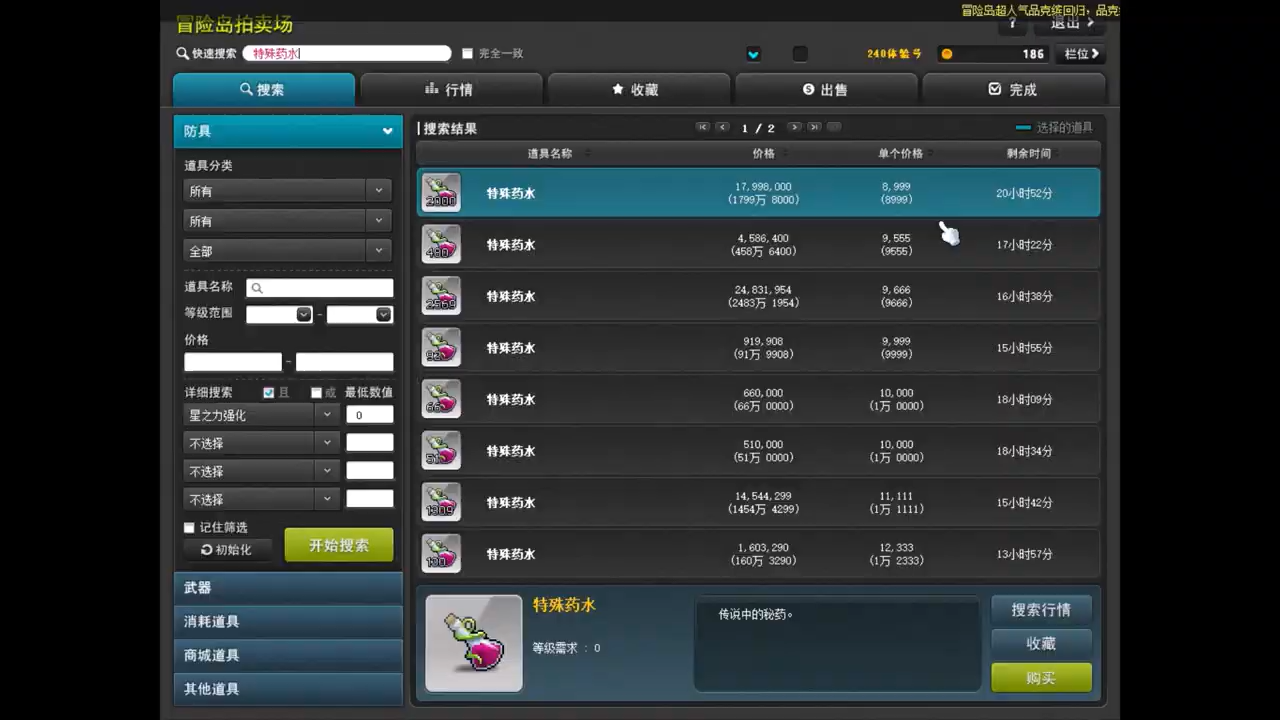 冒险岛超人气品克缤回归，品克
冒险岛拍卖场
? 退出
快速搜索 特殊药水 完全一致 240体验号 186 栏位
搜索 行情 收藏 出售 完成
防具
道具分类
所有
所有
全部
道具名称
等级范围 -
价格
-
详细搜索 且 或 最低数值
星之力强化 0
不选择
不选择
不选择
记住筛选
初始化 开始搜索
武器
消耗道具
商城道具
其他道具
搜索结果 1 / 2 选择的道具
道具名称 价格 单个价格 剩余时间
2000 特殊药水 17,998,000 8,999 20小时52分
(1799万 8000) (8999)
480 特殊药水 4,586,400 9,555 17小时22分
(458万 6400) (9555)
2569 特殊药水 24,831,954 9,666 16小时38分
(2483万 1954) (9666)
92 特殊药水 919,908 9,999 15小时55分
(91万 9908) (9999)
66 特殊药水 660,000 10,000 18小时09分
(66万 0000) (1万 0000)
51 特殊药水 510,000 10,000 18小时34分
(51万 0000) (1万 0000)
1309 特殊药水 14,544,299 11,111 15小时42分
(1454万 4299) (1万 1111)
130 特殊药水 1,603,290 12,333 13小时57分
(160万 3290) (1万 2333)
特殊药水
等级需求 : 0
传说中的秘药。
搜索行情
收藏
购买